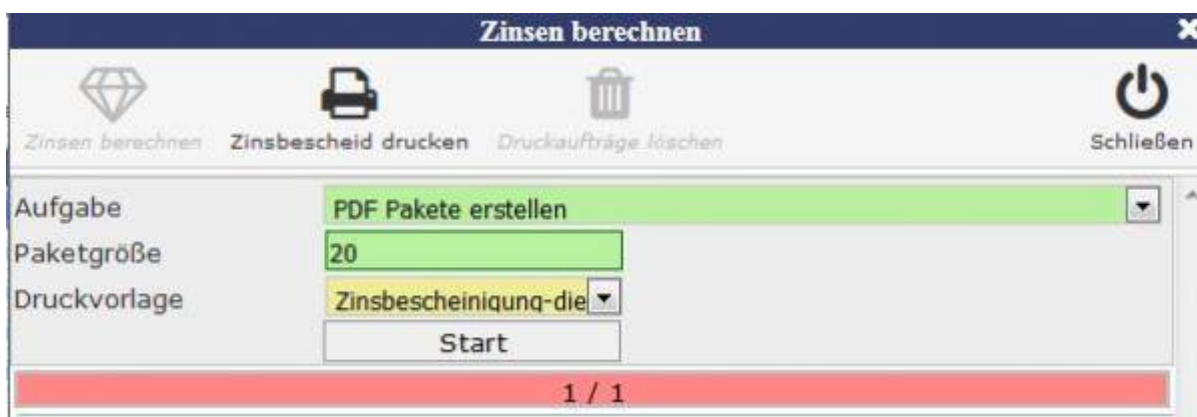 Zinsen berechnen
Zinsen berechnen Zinsbescheid drucken Druckaufträge löschen Schließen
Aufgabe PDF Pakete erstellen
Paketgröße 20
Druckvorlage Zinsbescheinigung-die
Start
1 / 1